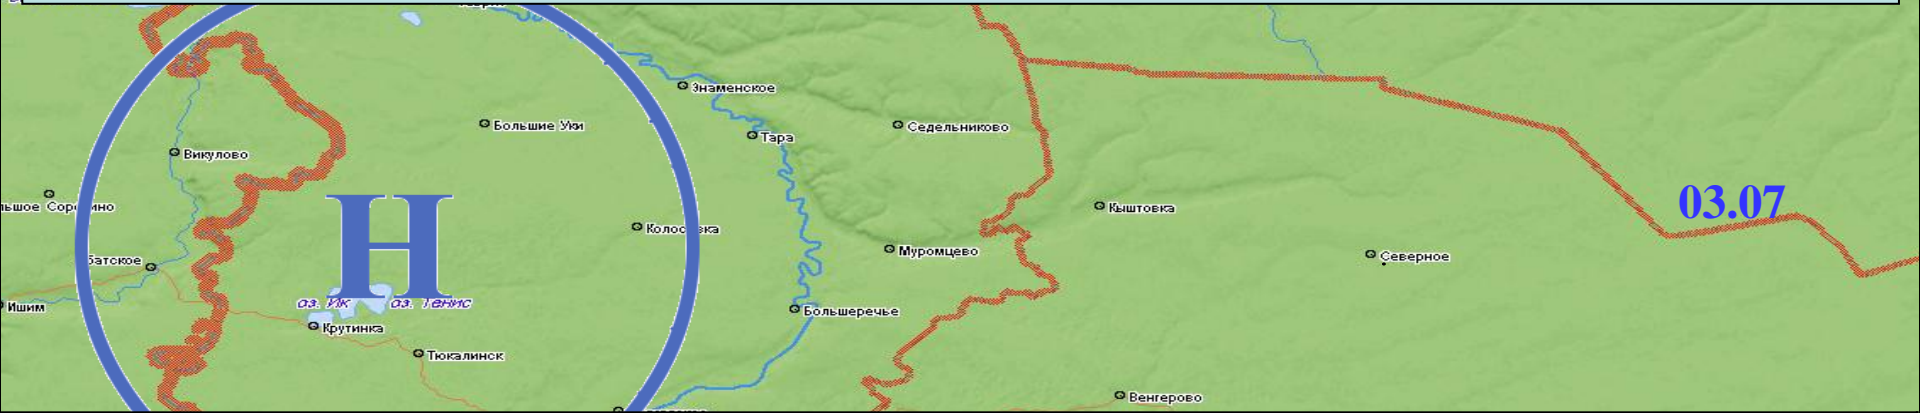 Знаменское
Большие Уки
Седельниково
Тара
Викулово
03.07
Н
Кыштовка
Колосовка
Муромцево
Северное
Большеречье
оз. Ик
оз. Тенис
Ишим
Крутинка
Тюкалинск
Венгерово